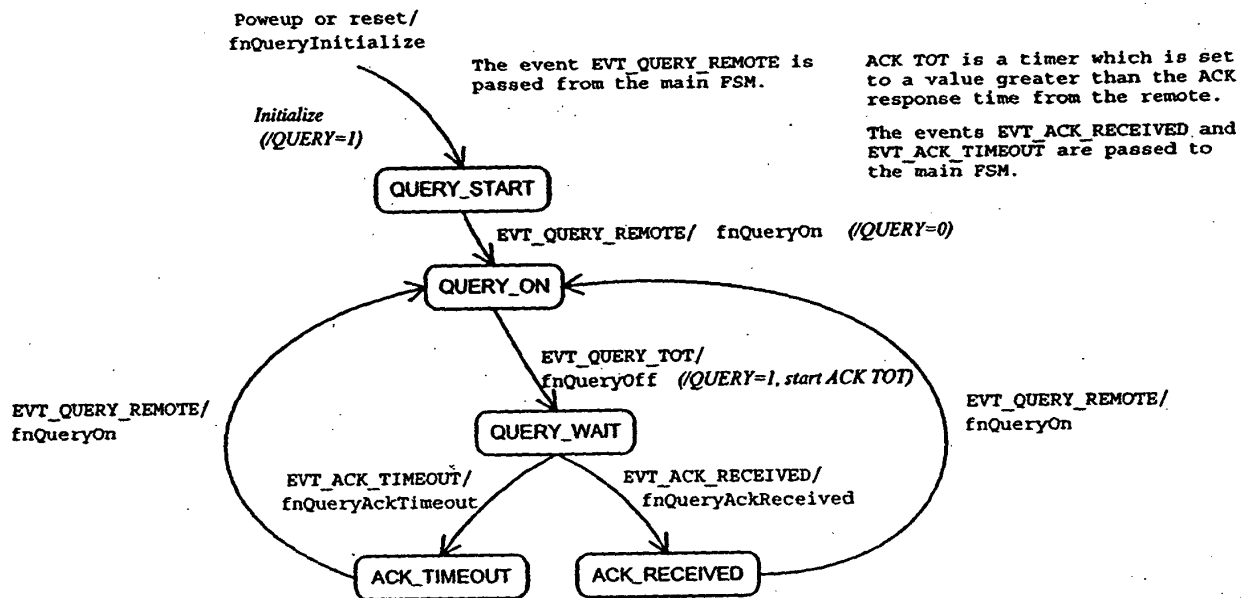 Poweup or reset/
fnQueryInitialize
The event EVT_QUERY_REMOTE is
passed from the main FSM.
ACK TOT is a timer which is set
to a value greater than the ACK
response time from the remote.
The events EVT_ACK_RECEIVED and
EVT_ACK_TIMEOUT are passed to
the main FSM.
Initialize
(/QUERY=1)
QUERY_START
EVT_QUERY_REMOTE/ fnQueryOn (/QUERY=0)
QUERY_ON
EVT_QUERY_TOT/
fnQueryOff (/QUERY=1, start ACK TOT)
EVT_QUERY_REMOTE/
fnQueryOn
EVT_QUERY_REMOTE/
fnQueryOn
QUERY_WAIT
EVT_ACK_TIMEOUT/
fnQueryAckTimeout
EVT_ACK_RECEIVED/
fnQueryAckReceived
ACK_TIMEOUT
ACK_RECEIVED